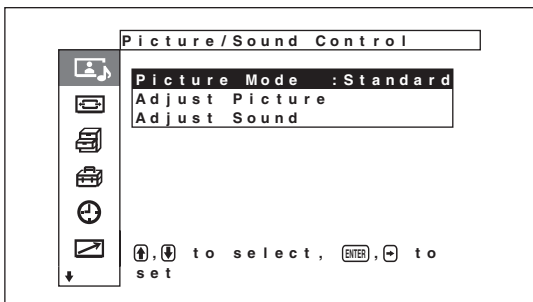 Picture/Sound Control
Picture Mode :Standard
Adjust Picture
Adjust Sound
↑,↓ to select, ENTER,→ to
set